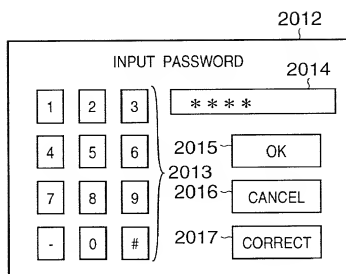 2012
INPUT PASSWORD
2014
1 2 3 ****
4 5 6 2015 OK
2013
7 8 9 2016 CANCEL
- 0 # 2017 CORRECT